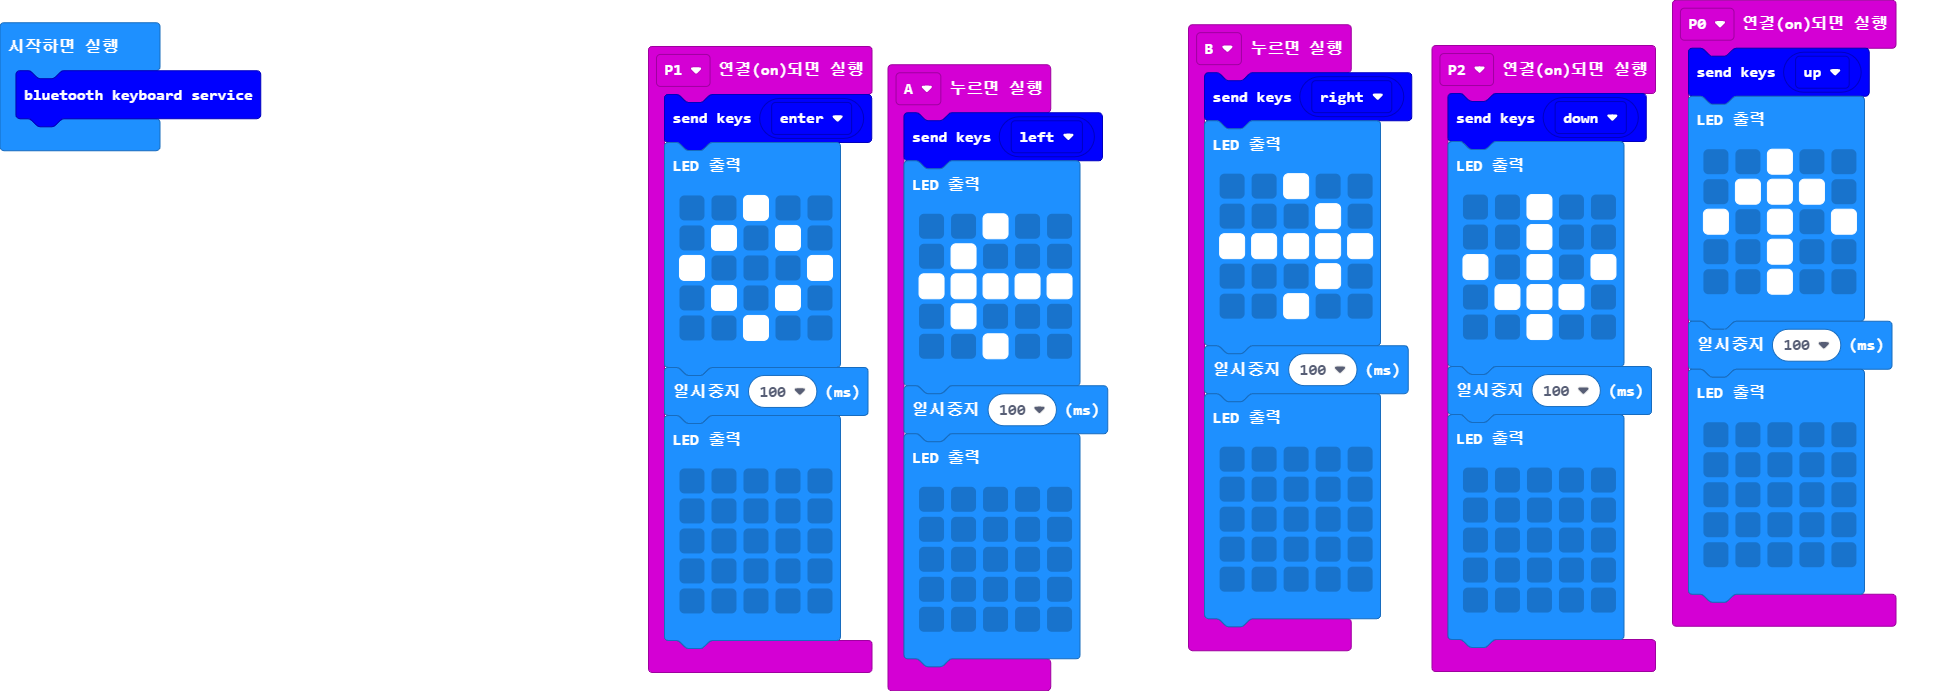 시작하면 실행
bluetooth keyboard service
P1 연결(on)되면 실행
send keys enter
LED 출력
일시중지 100 (ms)
LED 출력
A 누르면 실행
send keys left
LED 출력
일시중지 100 (ms)
LED 출력
B 누르면 실행
send keys right
LED 출력
일시중지 100 (ms)
LED 출력
P2 연결(on)되면 실행
send keys down
LED 출력
일시중지 100 (ms)
LED 출력
P0 연결(on)되면 실행
send keys up
LED 출력
일시중지 100 (ms)
LED 출력